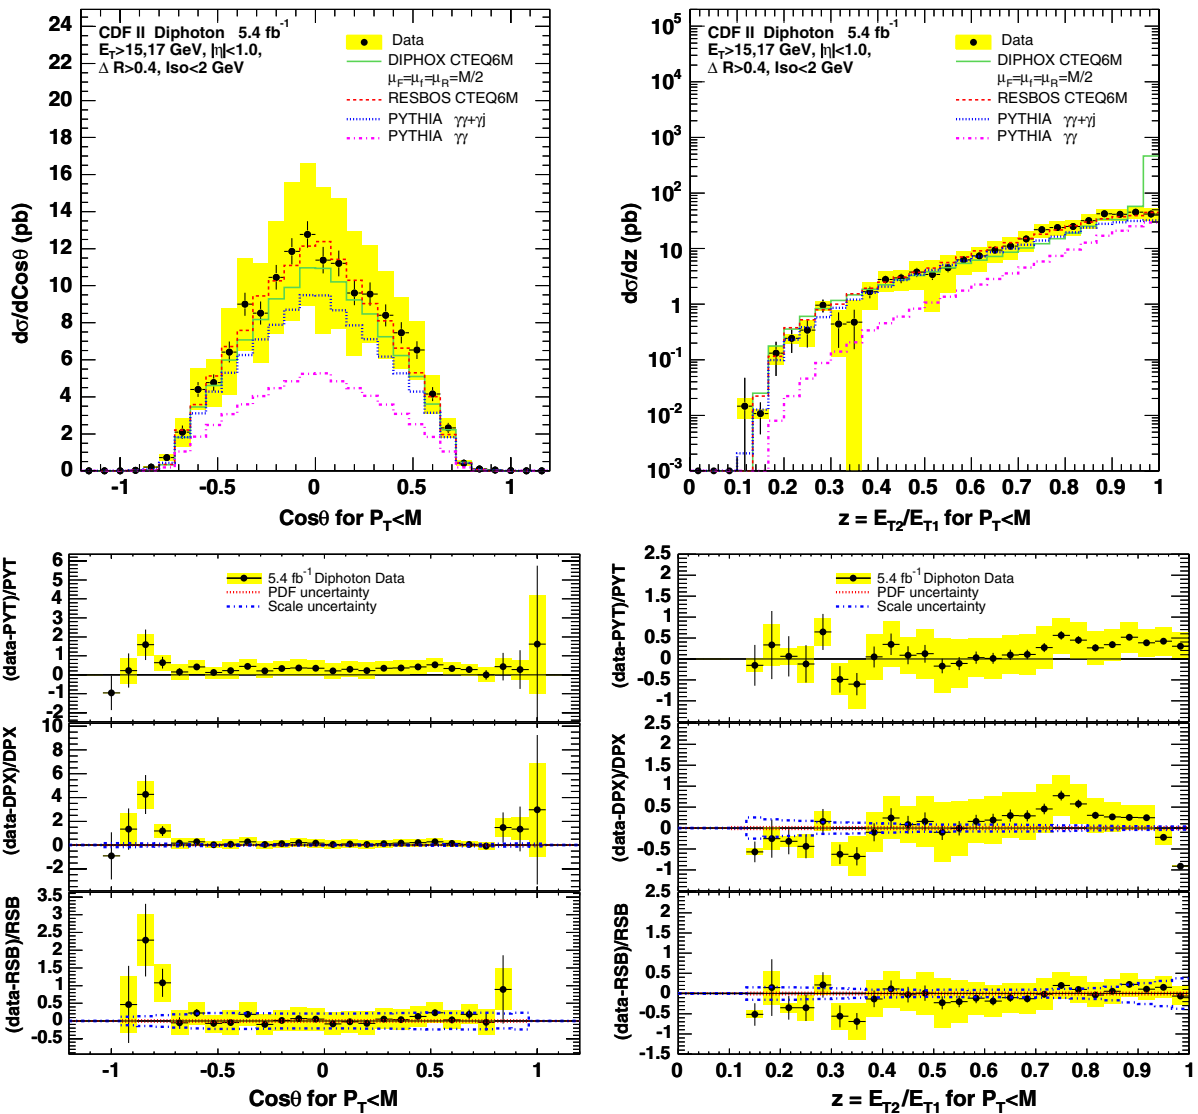 CDF II Diphoton 5.4 fb⁻¹
E_T>15,17 GeV, |η|<1.0,
Δ R>0.4, Iso<2 GeV
Data
DIPHOX CTEQ6M
μ_F=μ_f=μ_R=M/2
RESBOS CTEQ6M
PYTHIA γγ+γj
PYTHIA γγ
dσ/dCosθ (pb)
24
22
20
18
16
14
12
10
8
6
4
2
0
-1 -0.5 0 0.5 1
Cosθ for P_T<M
CDF II Diphoton 5.4 fb⁻¹
E_T>15,17 GeV, |η|<1.0,
Δ R>0.4, Iso<2 GeV
Data
DIPHOX CTEQ6M
μ_F=μ_f=μ_R=M/2
RESBOS CTEQ6M
PYTHIA γγ+γj
PYTHIA γγ
dσ/dz (pb)
10⁵
10⁴
10³
10²
10
1
10⁻¹
10⁻²
10⁻³
0 0.1 0.2 0.3 0.4 0.5 0.6 0.7 0.8 0.9 1
z = E_T2/E_T1 for P_T<M
5.4 fb⁻¹ Diphoton Data
PDF uncertainty
Scale uncertainty
(data-PYT)/PYT
6
5
4
3
2
1
0
-1
-2
(data-DPX)/DPX
10
8
6
4
2
0
-2
(data-RSB)/RSB
3.5
3
2.5
2
1.5
1
0.5
0
-0.5
-1 -0.5 0 0.5 1
Cosθ for P_T<M
5.4 fb⁻¹ Diphoton Data
PDF uncertainty
Scale uncertainty
(data-PYT)/PYT
2.5
2
1.5
1
0.5
0
-0.5
-1
(data-DPX)/DPX
2.5
2
1.5
1
0.5
0
-0.5
-1
(data-RSB)/RSB
2.5
2
1.5
1
0.5
0
-0.5
-1
-1.5
0 0.1 0.2 0.3 0.4 0.5 0.6 0.7 0.8 0.9 1
z = E_T2/E_T1 for P_T<M